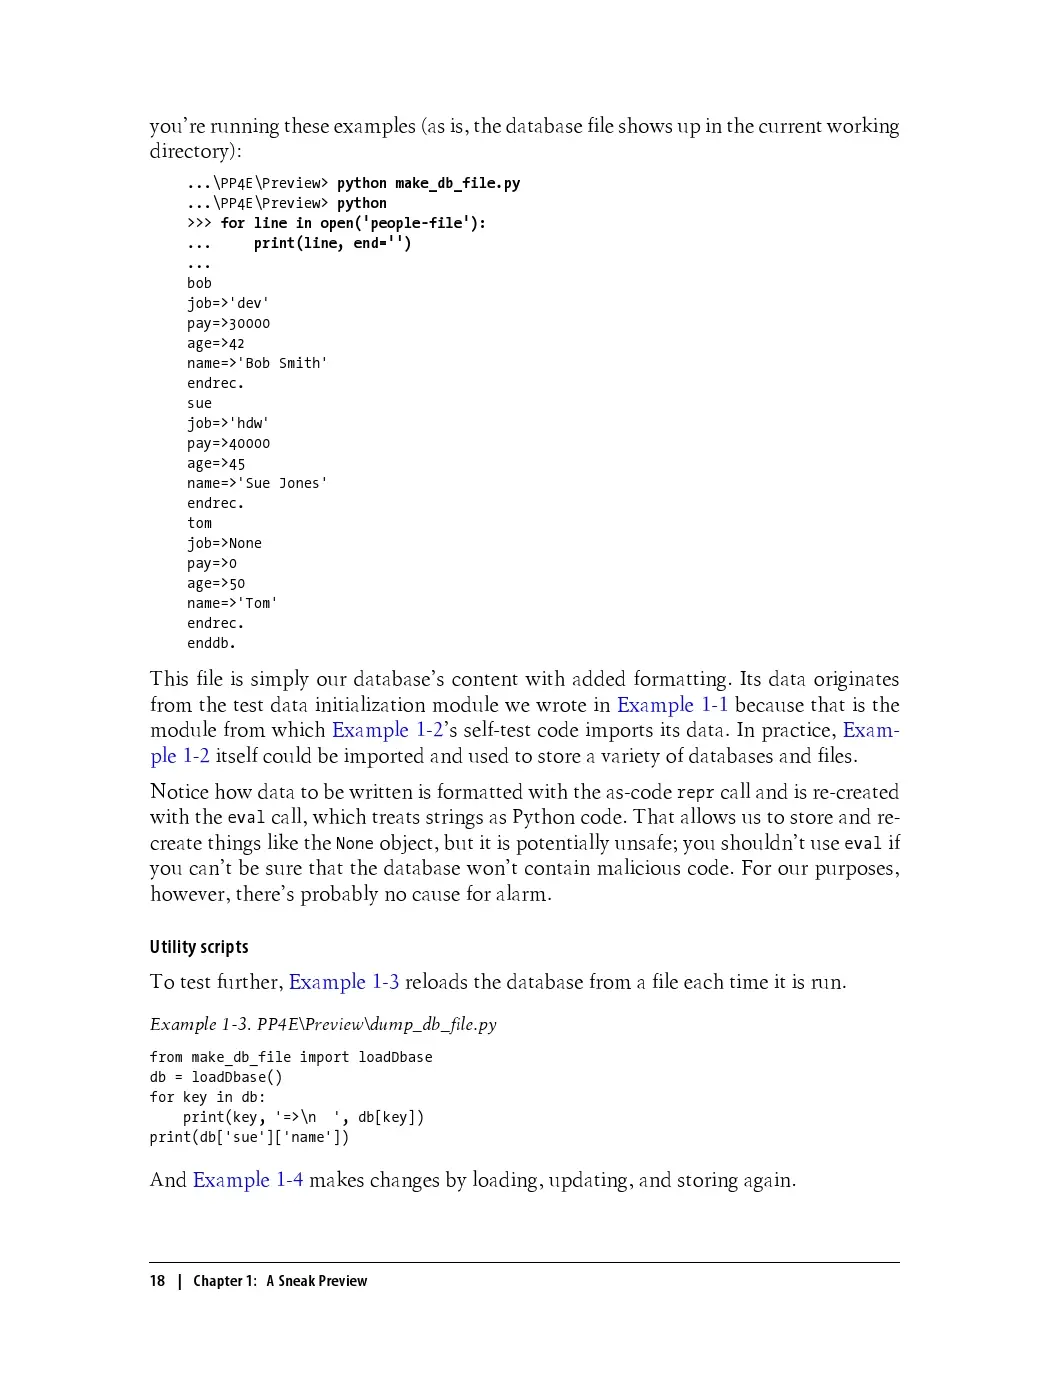 you're running these examples (as is, the database file shows up in the current working
directory):
...\PP4E\Preview> python make_db_file.py
...\PP4E\Preview> python
>>> for line in open('people-file'):
...     print(line, end='')
...
bob
job=>'dev'
pay=>30000
age=>42
name=>'Bob Smith'
endrec.
sue
job=>'hdw'
pay=>40000
age=>45
name=>'Sue Jones'
endrec.
tom
job=>None
pay=>0
age=>50
name=>'Tom'
endrec.
enddb.
This file is simply our database's content with added formatting. Its data originates
from the test data initialization module we wrote in Example 1-1 because that is the
module from which Example 1-2's self-test code imports its data. In practice, Exam-
ple 1-2 itself could be imported and used to store a variety of databases and files.
Notice how data to be written is formatted with the as-code repr call and is re-created
with the eval call, which treats strings as Python code. That allows us to store and re-
create things like the None object, but it is potentially unsafe; you shouldn't use eval if
you can't be sure that the database won't contain malicious code. For our purposes,
however, there's probably no cause for alarm.
Utility scripts
To test further, Example 1-3 reloads the database from a file each time it is run.
Example 1-3. PP4E\Preview\dump_db_file.py
from make_db_file import loadDbase
db = loadDbase()
for key in db:
    print(key, '=>\n  ', db[key])
print(db['sue']['name'])
And Example 1-4 makes changes by loading, updating, and storing again.
18 | Chapter 1: A Sneak Preview